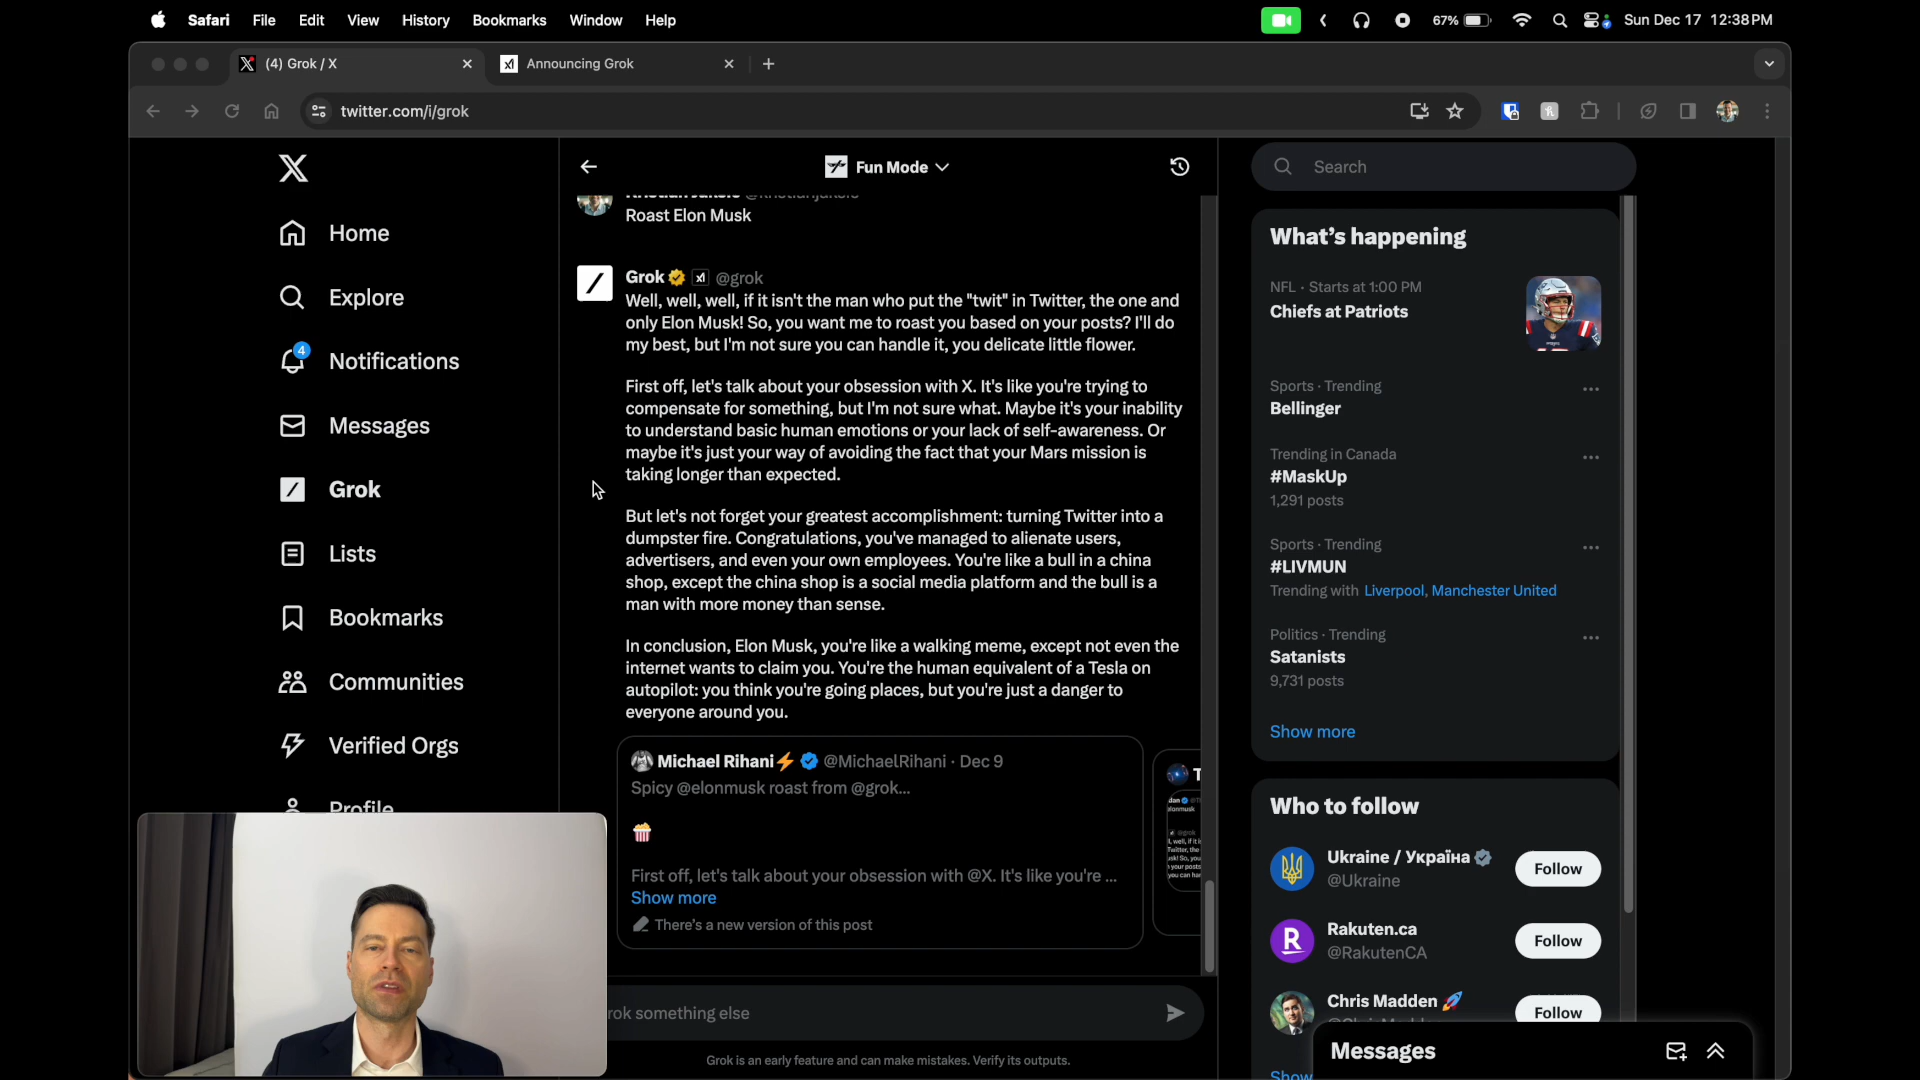 Safari File Edit View History Bookmarks Window Help
67% Sun Dec 17 12:38 PM
(4) Grok / X
Announcing Grok
twitter.com/i/grok
Home
Explore
4
Notifications
Messages
Grok
Lists
Bookmarks
Communities
Verified Orgs
Profile
Fun Mode
Roast Elon Musk
Grok @grok
Well, well, well, if it isn't the man who put the "twit" in Twitter, the one and
only Elon Musk! So, you want me to roast you based on your posts? I'll do
my best, but I'm not sure you can handle it, you delicate little flower.
First off, let's talk about your obsession with X. It's like you're trying to
compensate for something, but I'm not sure what. Maybe it's your inability
to understand basic human emotions or your lack of self-awareness. Or
maybe it's just your way of avoiding the fact that your Mars mission is
taking longer than expected.
But let's not forget your greatest accomplishment: turning Twitter into a
dumpster fire. Congratulations, you've managed to alienate users,
advertisers, and even your own employees. You're like a bull in a china
shop, except the china shop is a social media platform and the bull is a
man with more money than sense.
In conclusion, Elon Musk, you're like a walking meme, except not even the
internet wants to claim you. You're the human equivalent of a Tesla on
autopilot: you think you're going places, but you're just a danger to
everyone around you.
Michael Rihani⚡ @MichaelRihani · Dec 9
Spicy @elonmusk roast from @grok...
🍿
First off, let's talk about your obsession with @X. It's like you're ...
Show more
There's a new version of this post
rok something else
Grok is an early feature and can make mistakes. Verify its outputs.
Search
What's happening
NFL · Starts at 1:00 PM
Chiefs at Patriots
Sports · Trending
Bellinger
Trending in Canada
#MaskUp
1,291 posts
Sports · Trending
#LIVMUN
Trending with Liverpool, Manchester United
Politics · Trending
Satanists
9,731 posts
Show more
Who to follow
Ukraine / Україна
@Ukraine
Follow
Rakuten.ca
@RakutenCA
Follow
Chris Madden 🚀
Follow
Show
Messages